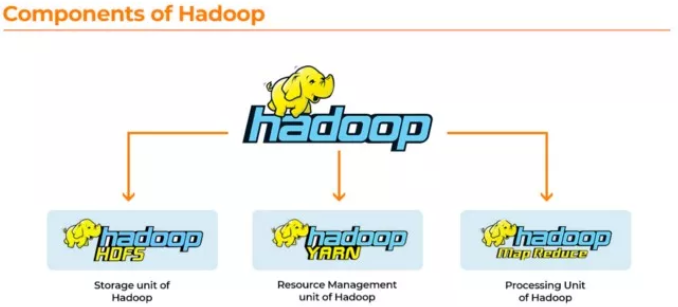 Components of Hadoop
hadoop
hadoop
HDFS
hadoop
YARN
hadoop
Map Reduce
Storage unit of
Hadoop
Resource Management
unit of Hadoop
Processing Unit
of Hadoop